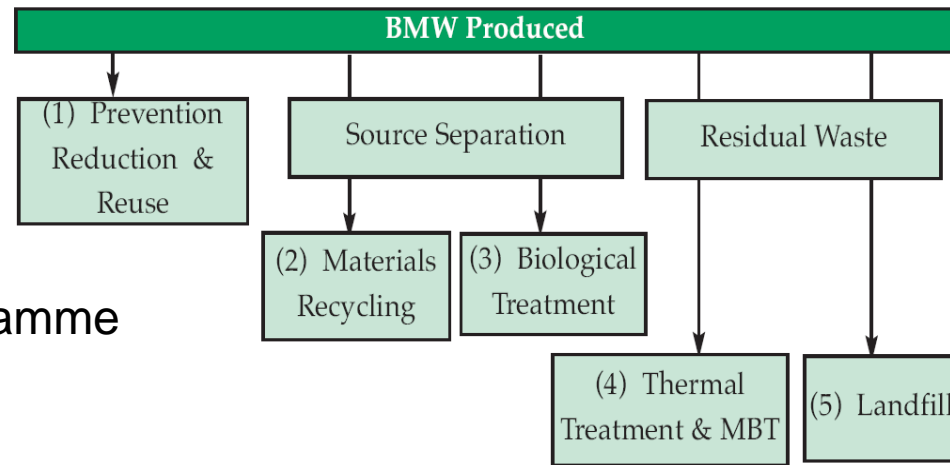 BMW Produced
(1) Prevention
Reduction &
Reuse
Source Separation
Residual Waste
(2) Materials
Recycling
(3) Biological
Treatment
amme
(4) Thermal
Treatment & MBT
(5) Landfill